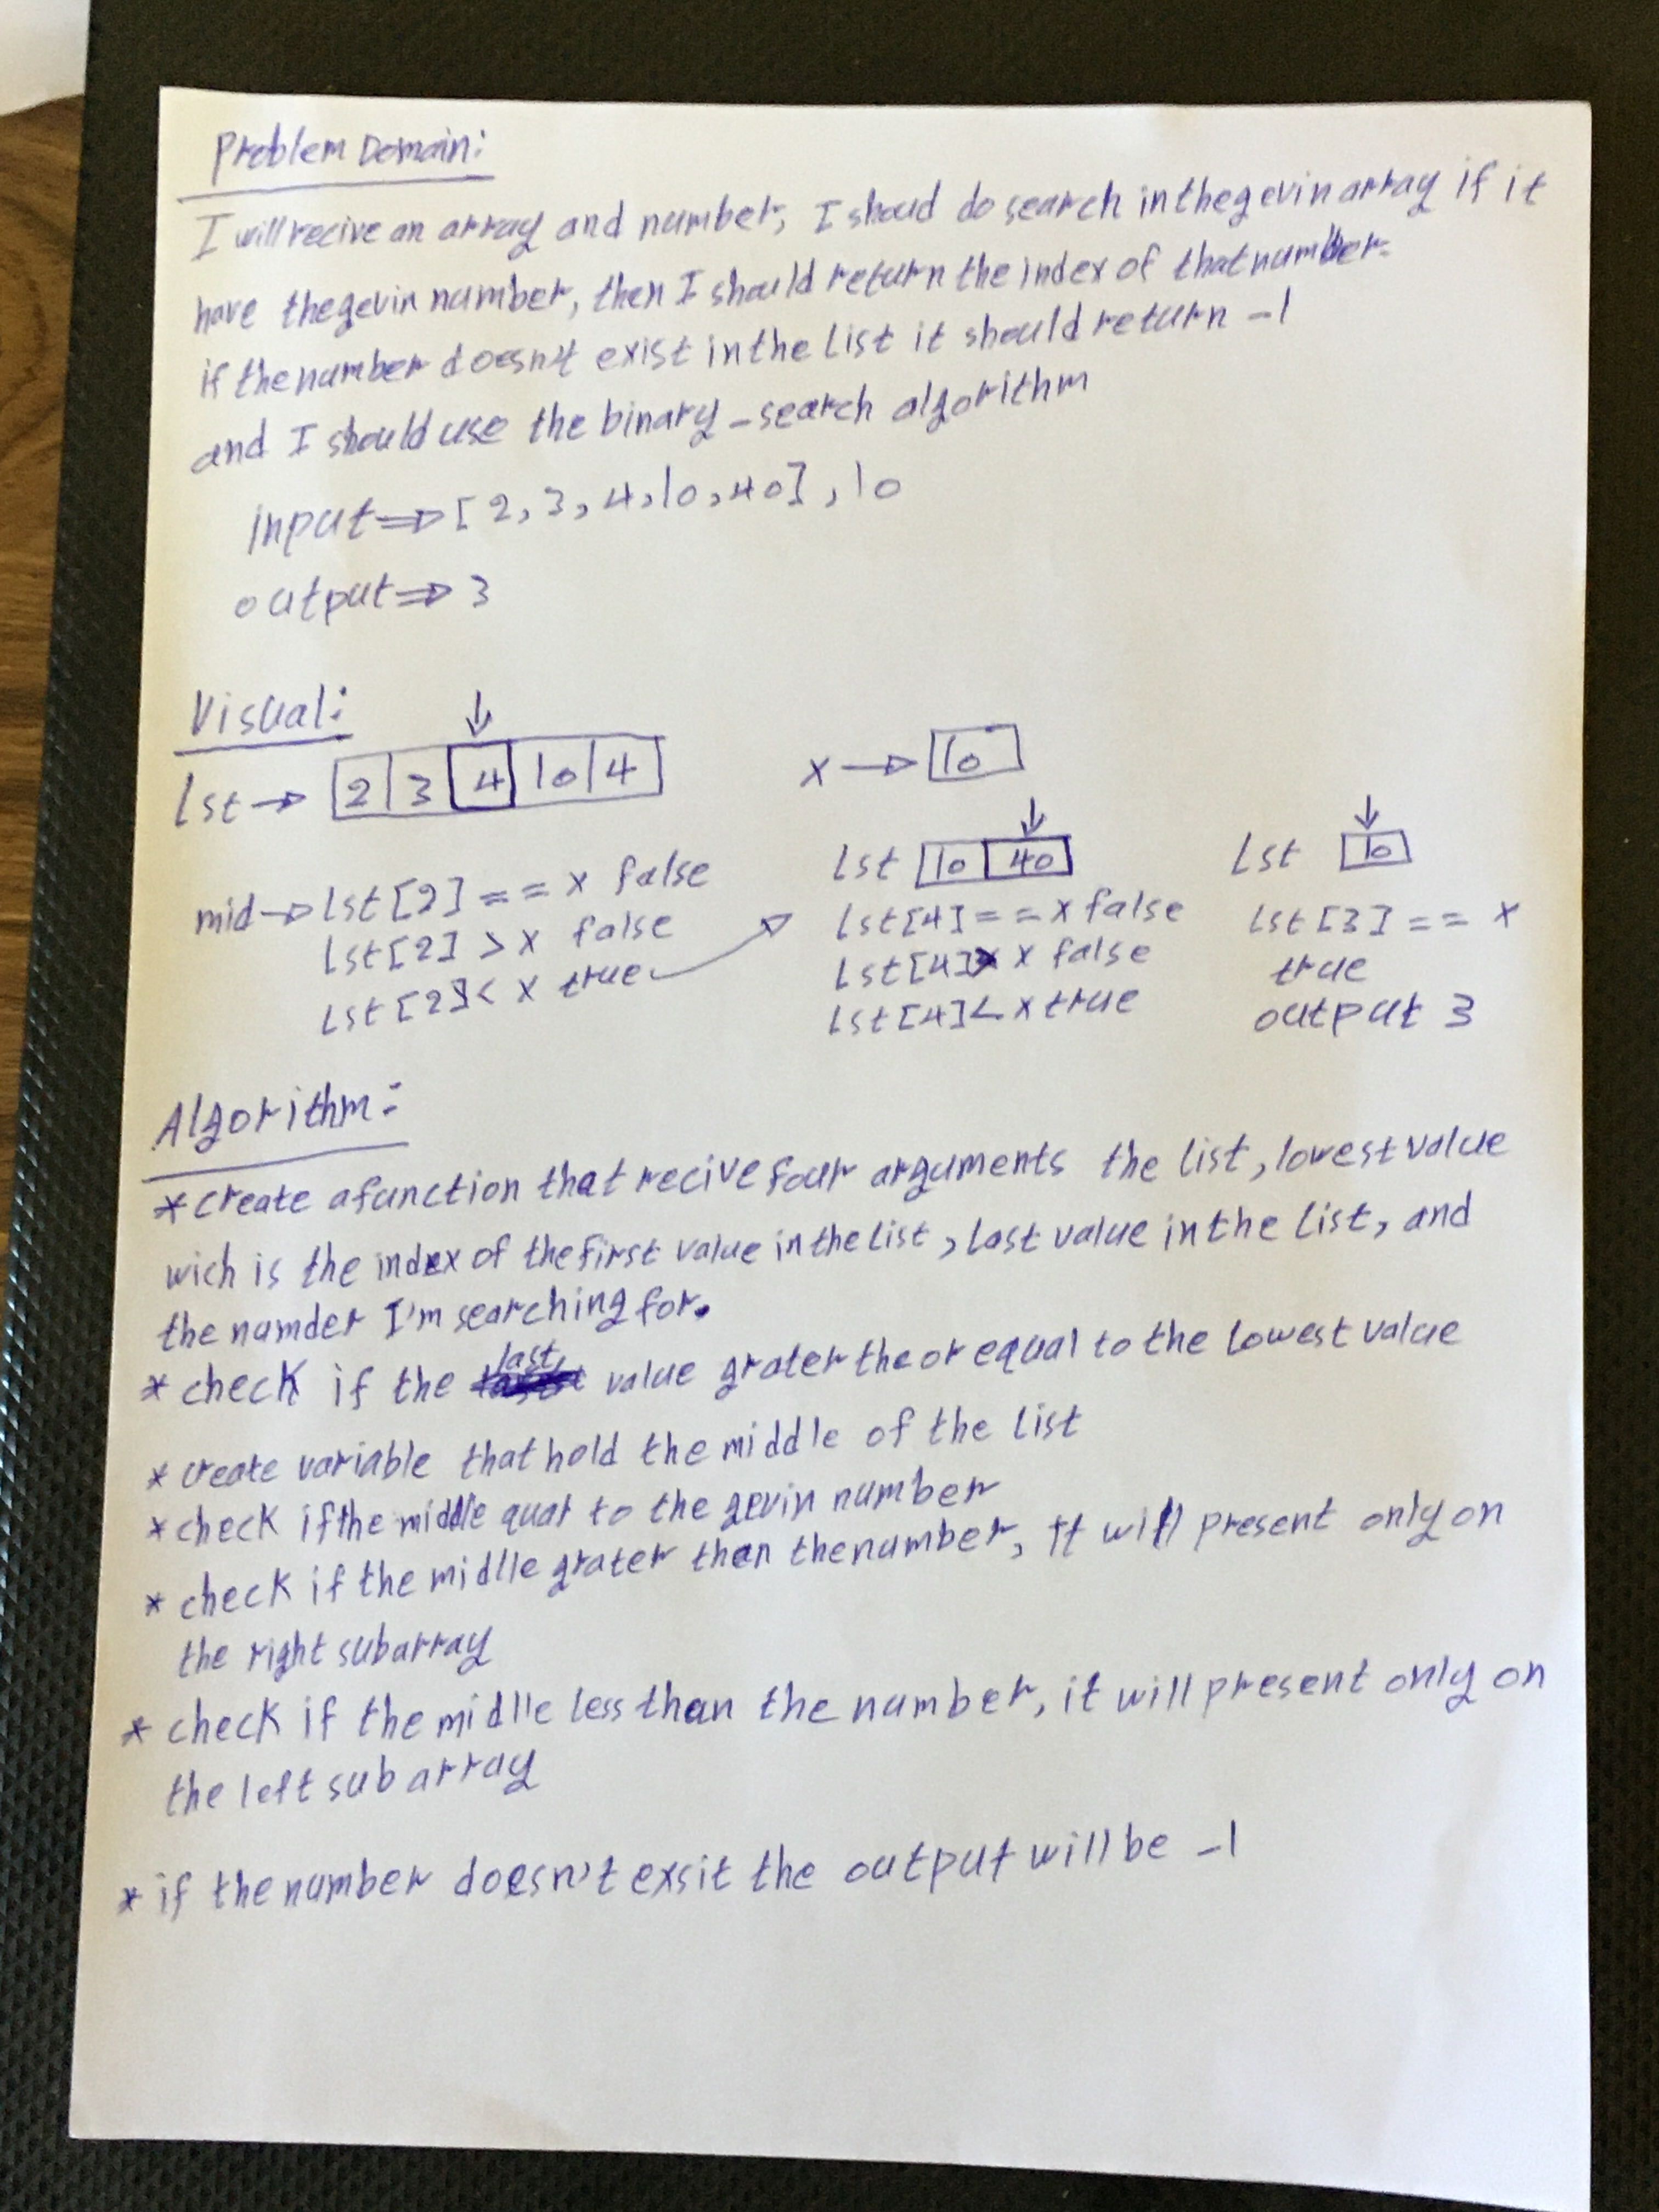 Problem Domain:
I will recive an array and number, I shoud do search in the gevin array if it
have the gevin number, then I should return the index of that number.
if the number doesn't exist in the List it should return -1
and I should use the binary_search algorithm
input⇒[2, 3, 4, 10, 40], 10
output⇒ 3
Visual:
↓
lst→ 2 3 4 10 4
x→ 10
mid→lst[2] == x false
lst[2] > x false
lst[2]< x true
↓
lst 10 40
lst[4] == x false
lst[4]> x false
lst[4]< x true
↓
lst 10
lst[3] == x
true
output 3
Algorithm:
* create a function that recive four arguments the list, lowest value
wich is the index of the first value in the list, last value in the list, and
the numder I'm searching for.
* check if the last value grater the or equal to the lowest value
* create variable that hold the middle of the list
* check if the middle qual to the gevin number
* check if the midlle grater than the number, it will present only on
the right subarray
* check if the midlle less than the number, it will present only on
the left subarray
* if the number doesn't exsit the output will be -1